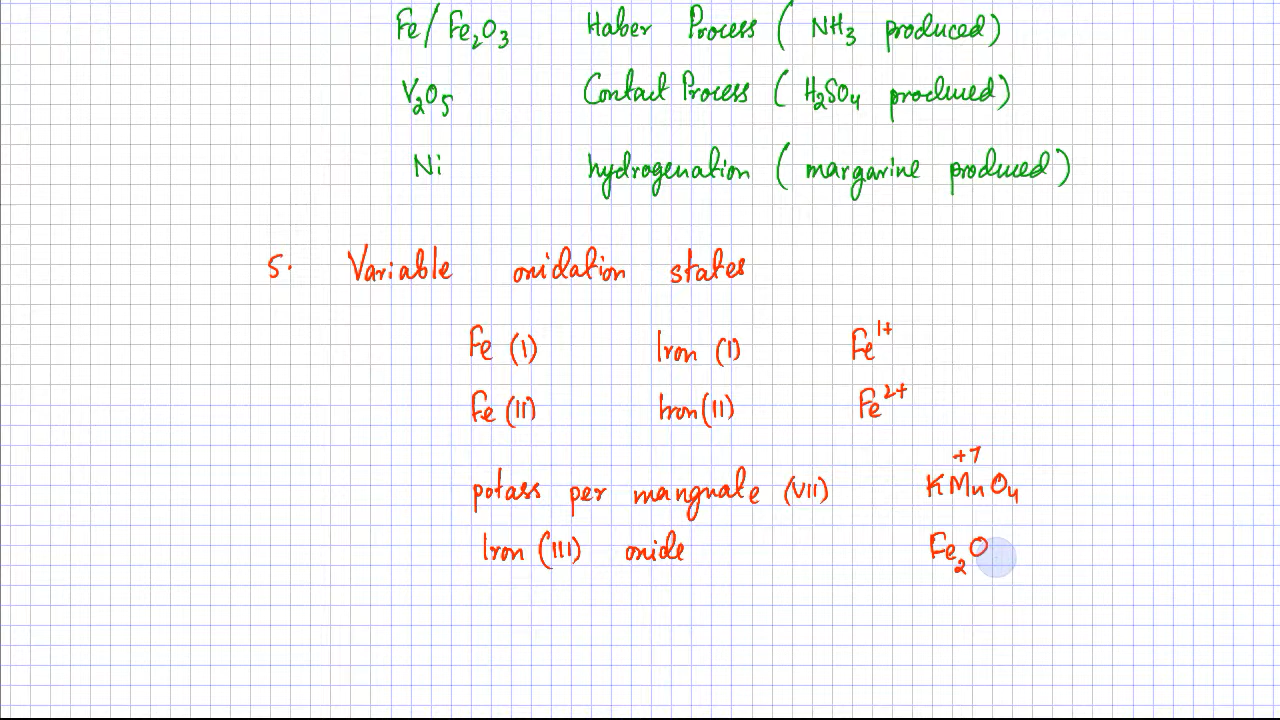 Fe/Fe₂O₃ Haber Process ( NH₃ produced)
V₂O₅ Contact Process ( H₂SO₄ produced)
Ni hydrogenation ( margarine produced )
5. Variable oxidation states
Fe (I) Iron (I) Fe¹⁺
Fe (II) Iron (II) Fe²⁺
+7
potass per manganate (VII) KMnO₄
Iron (III) oxide Fe₂O